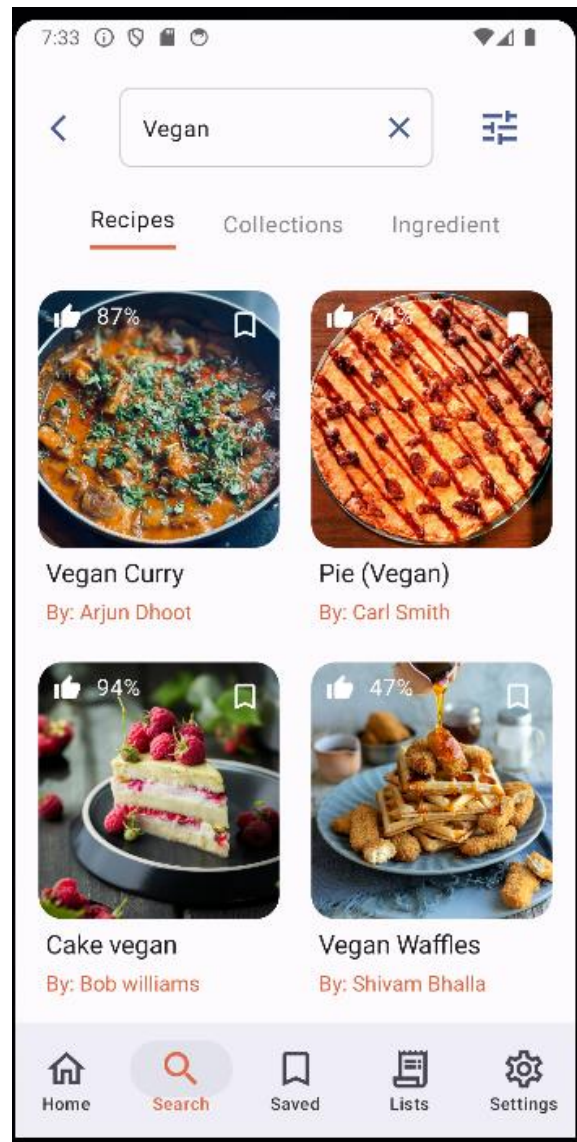 7:33
Vegan
Recipes Collections Ingredient
87% 74%
Vegan Curry Pie (Vegan)
By: Arjun Dhoot By: Carl Smith
94% 47%
Cake vegan Vegan Waffles
By: Bob williams By: Shivam Bhalla
Home Search Saved Lists Settings